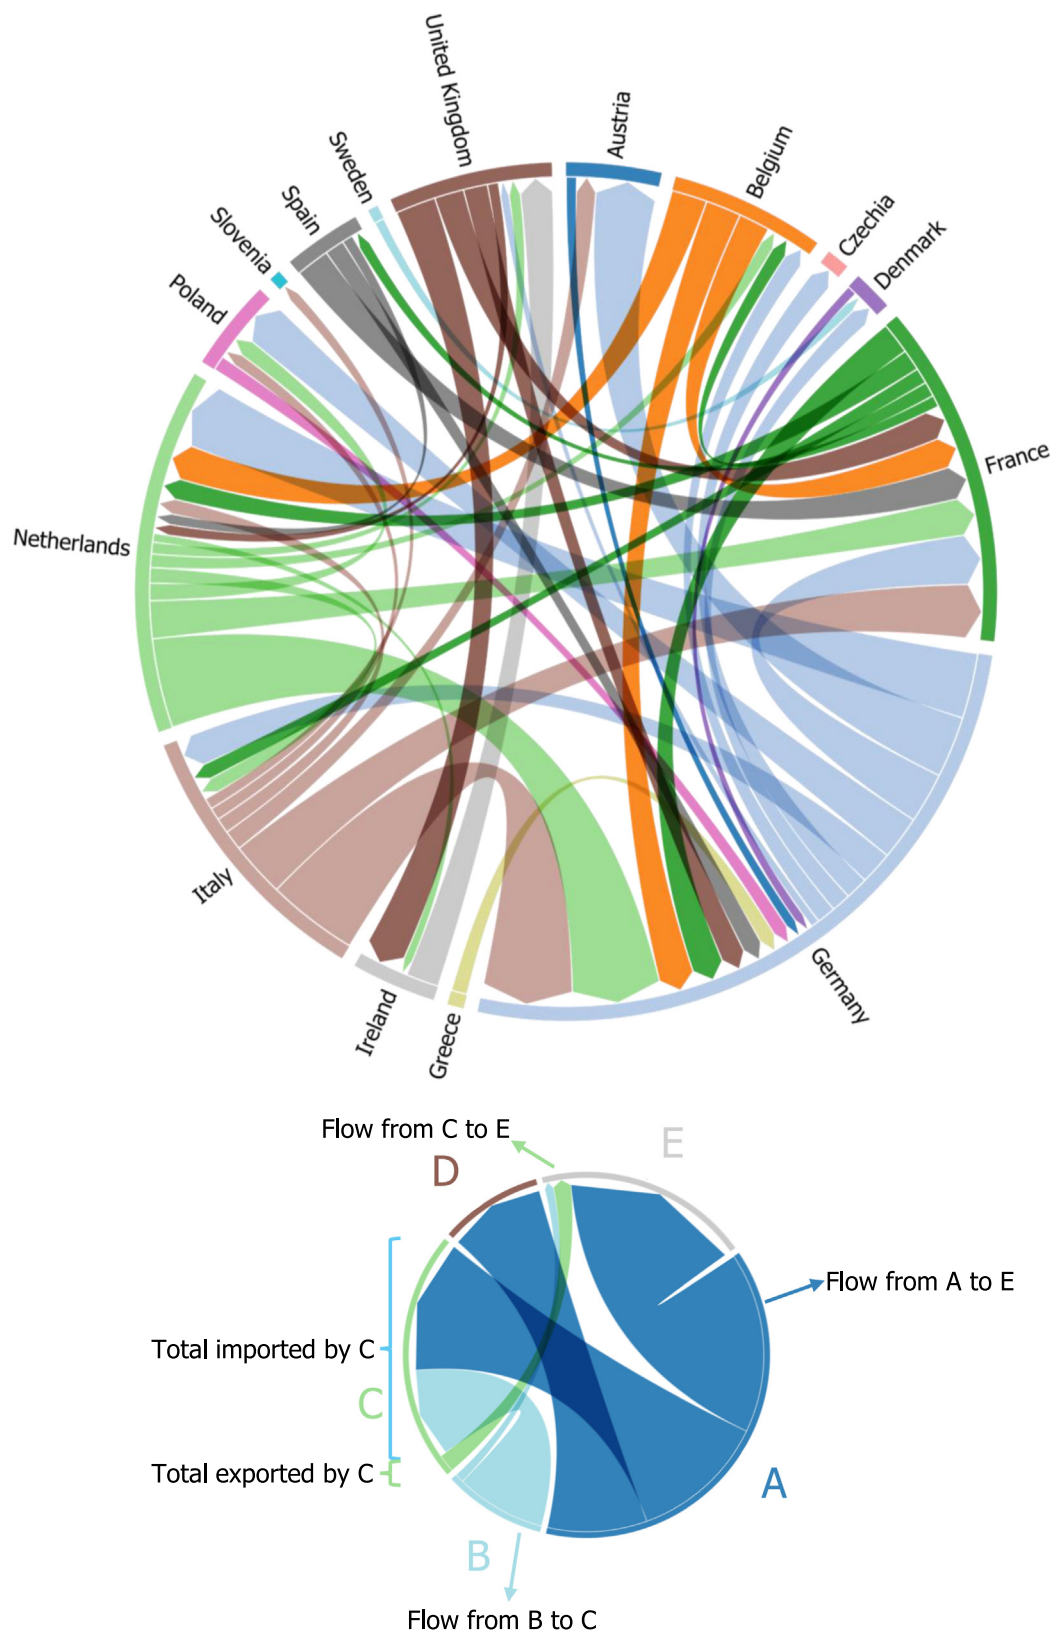 United Kingdom
Austria
Belgium
Czechia
Denmark
France
Germany
Greece
Ireland
Italy
Netherlands
Poland
Slovenia
Spain
Sweden
Flow from C to E
E
D
Flow from A to E
Total imported by C
C
Total exported by C
A
B
Flow from B to C